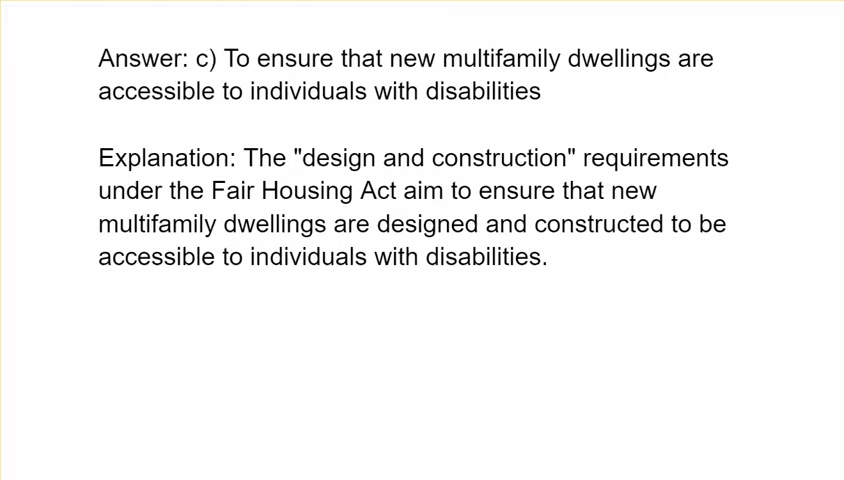 Answer: c) To ensure that new multifamily dwellings are
accessible to individuals with disabilities
Explanation: The "design and construction" requirements
under the Fair Housing Act aim to ensure that new
multifamily dwellings are designed and constructed to be
accessible to individuals with disabilities.